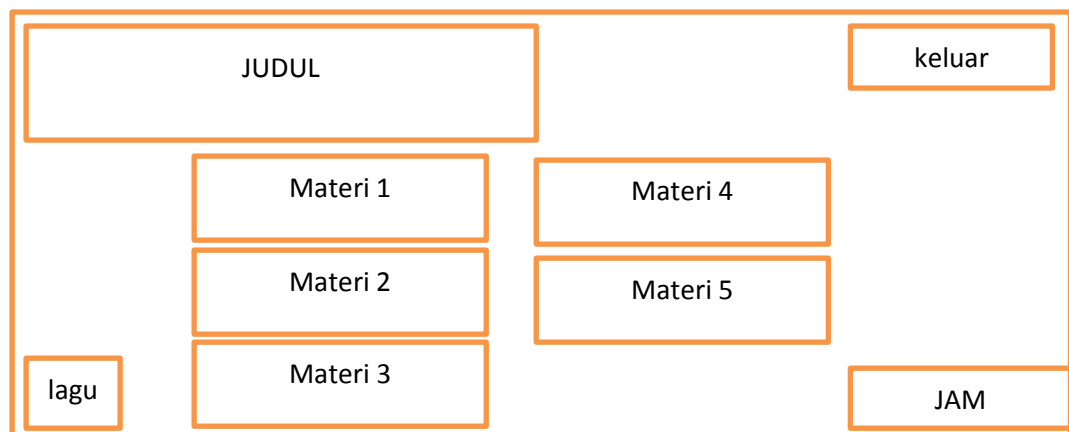 JUDUL
keluar
Materi 1
Materi 4
Materi 2
Materi 5
Materi 3
lagu
JAM